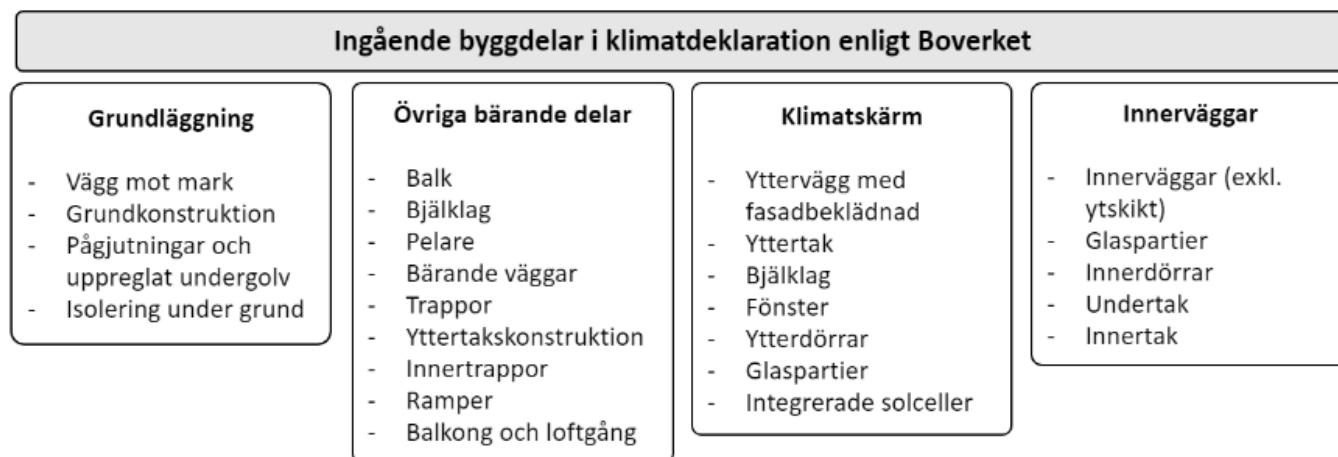 Ingående byggdelar i klimatdeklaration enligt Boverket
Grundläggning
- Vägg mot mark
- Grundkonstruktion
- Pågjutningar och
uppreglat undergolv
- Isolering under grund
Övriga bärande delar
- Balk
- Bjälklag
- Pelare
- Bärande väggar
- Trappor
- Yttertakskonstruktion
- Innertrappor
- Ramper
- Balkong och loftgång
Klimatskärm
- Yttervägg med
fasadbeklädnad
- Yttertak
- Bjälklag
- Fönster
- Ytterdörrar
- Glaspartier
- Integrerade solceller
Innerväggar
- Innerväggar (exkl.
ytskikt)
- Glaspartier
- Innerdörrar
- Undertak
- Innertak